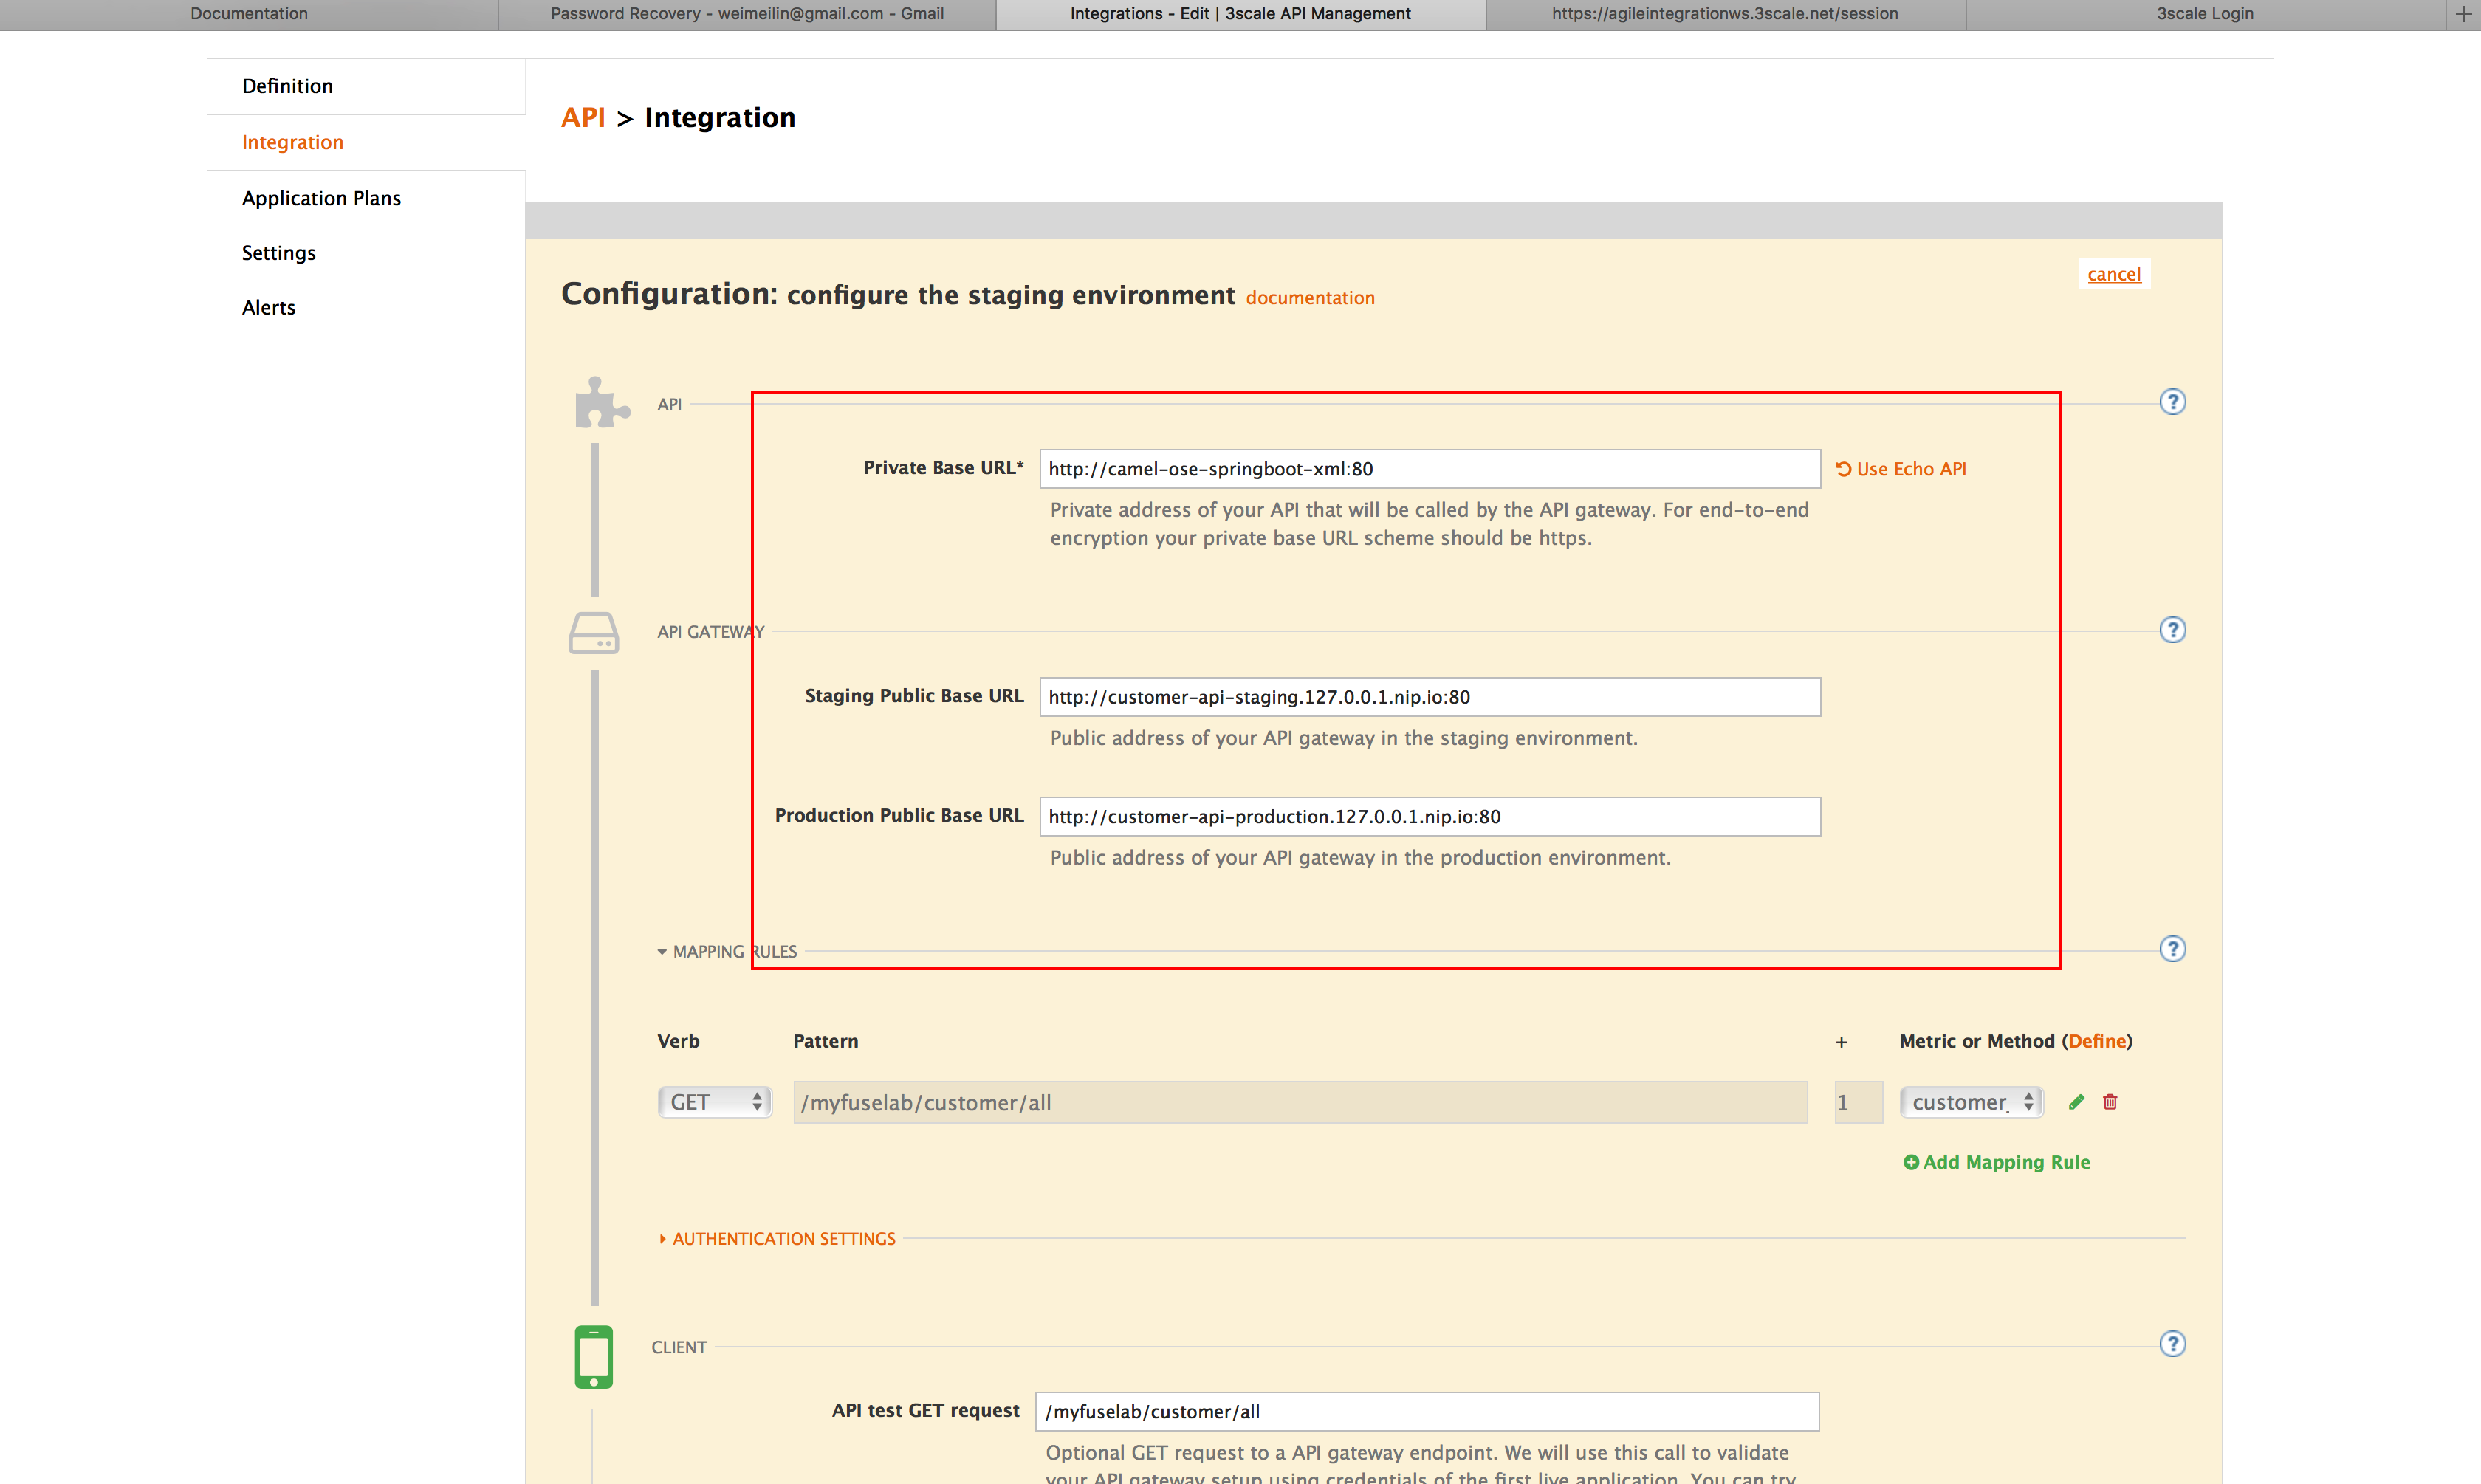 Documentation
Password Recovery - weimeilin@gmail.com - Gmail
Integrations - Edit | 3scale API Management
https://agileintegrationws.3scale.net/session
3scale Login
+
Definition
Integration
Application Plans
Settings
Alerts
API > Integration
cancel
Configuration: configure the staging environment documentation
API
?
Private Base URL*
http://camel-ose-springboot-xml:80
Use Echo API
Private address of your API that will be called by the API gateway. For end-to-end
encryption your private base URL scheme should be https.
API GATEWAY
?
Staging Public Base URL
http://customer-api-staging.127.0.0.1.nip.io:80
Public address of your API gateway in the staging environment.
Production Public Base URL
http://customer-api-production.127.0.0.1.nip.io:80
Public address of your API gateway in the production environment.
MAPPING RULES
?
Verb
Pattern
+
Metric or Method (Define)
GET
/myfuselab/customer/all
1
customer_
Add Mapping Rule
AUTHENTICATION SETTINGS
CLIENT
?
API test GET request
/myfuselab/customer/all
Optional GET request to a API gateway endpoint. We will use this call to validate
your API gateway setup using credentials of the first live application. You can try